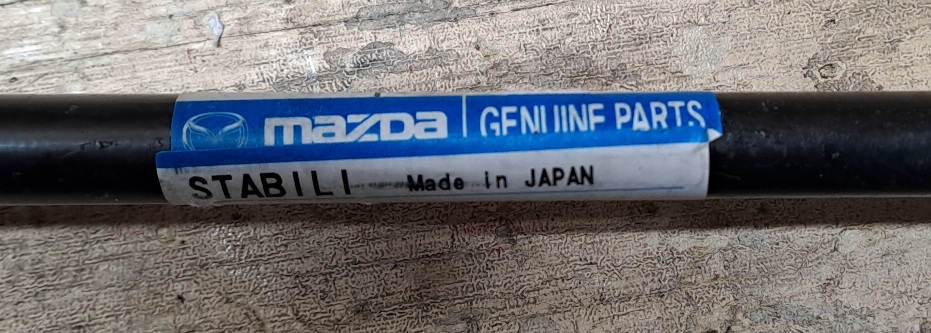 mazda GENUINE PARTS
STABILI Made in JAPAN